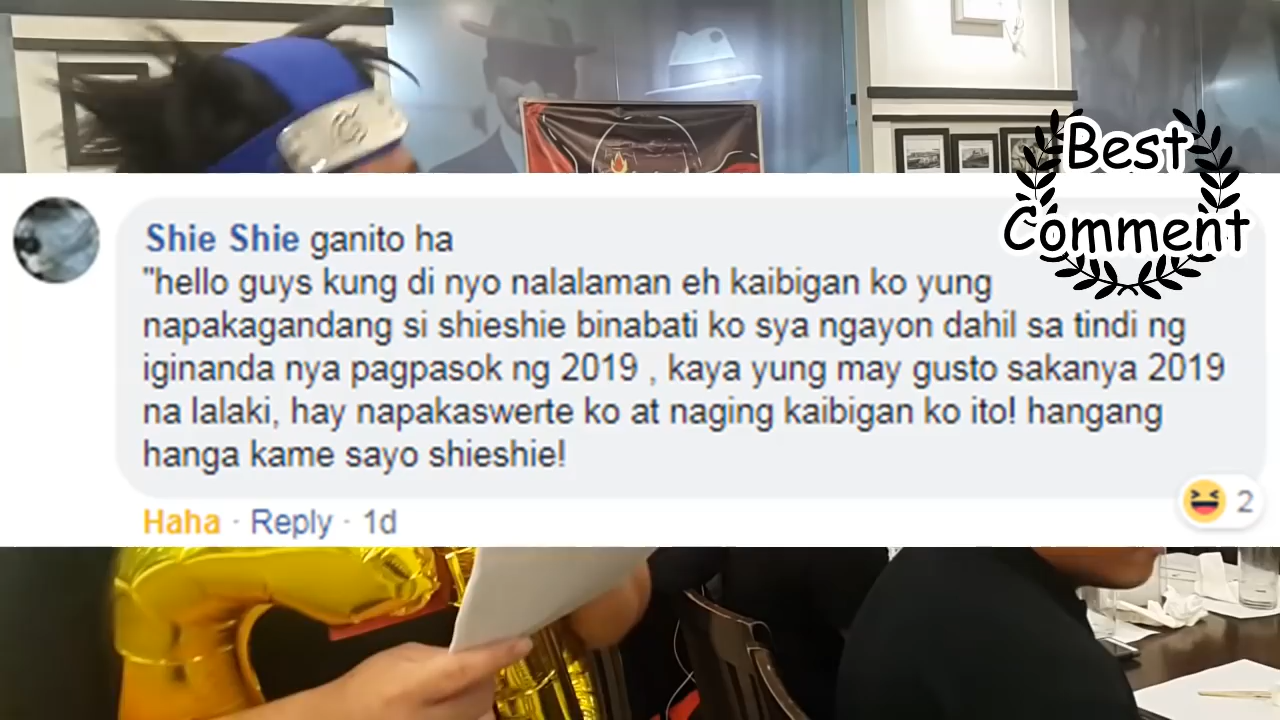 Best
Comment
Shie Shie ganito ha
"hello guys kung di nyo nalalaman eh kaibigan ko yung
napakagandang si shieshie binabati ko sya ngayon dahil sa tindi ng
iginanda nya pagpasok ng 2019 , kaya yung may gusto sakanya 2019
na lalaki, hay napakaswerte ko at naging kaibigan ko ito! hangang
hanga kame sayo shieshie!
Haha · Reply · 1d
2